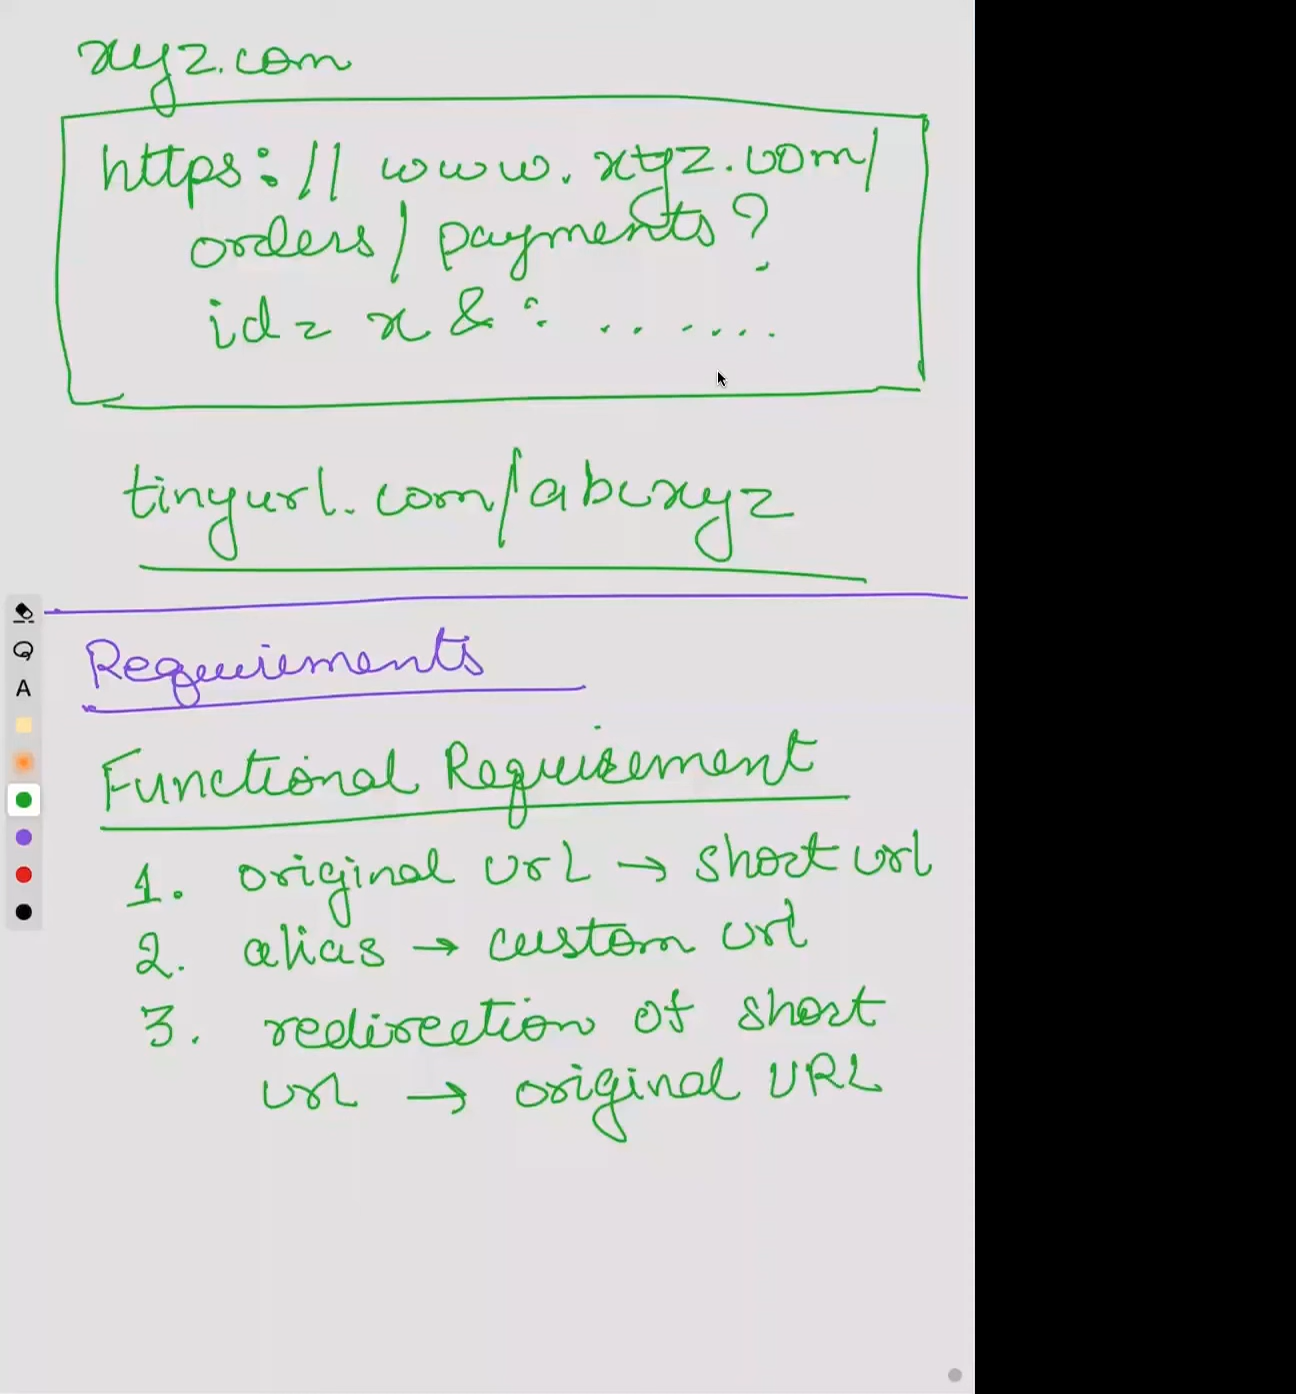 xyz.com
https://www.xyz.com/
orders/payments?
id= x & : .. .....
tinyurl.com/abcxyz
Requirements
A
Functional Requirement
1. original url → short url
2. alias → custom url
3. redirection of short
url → original URL